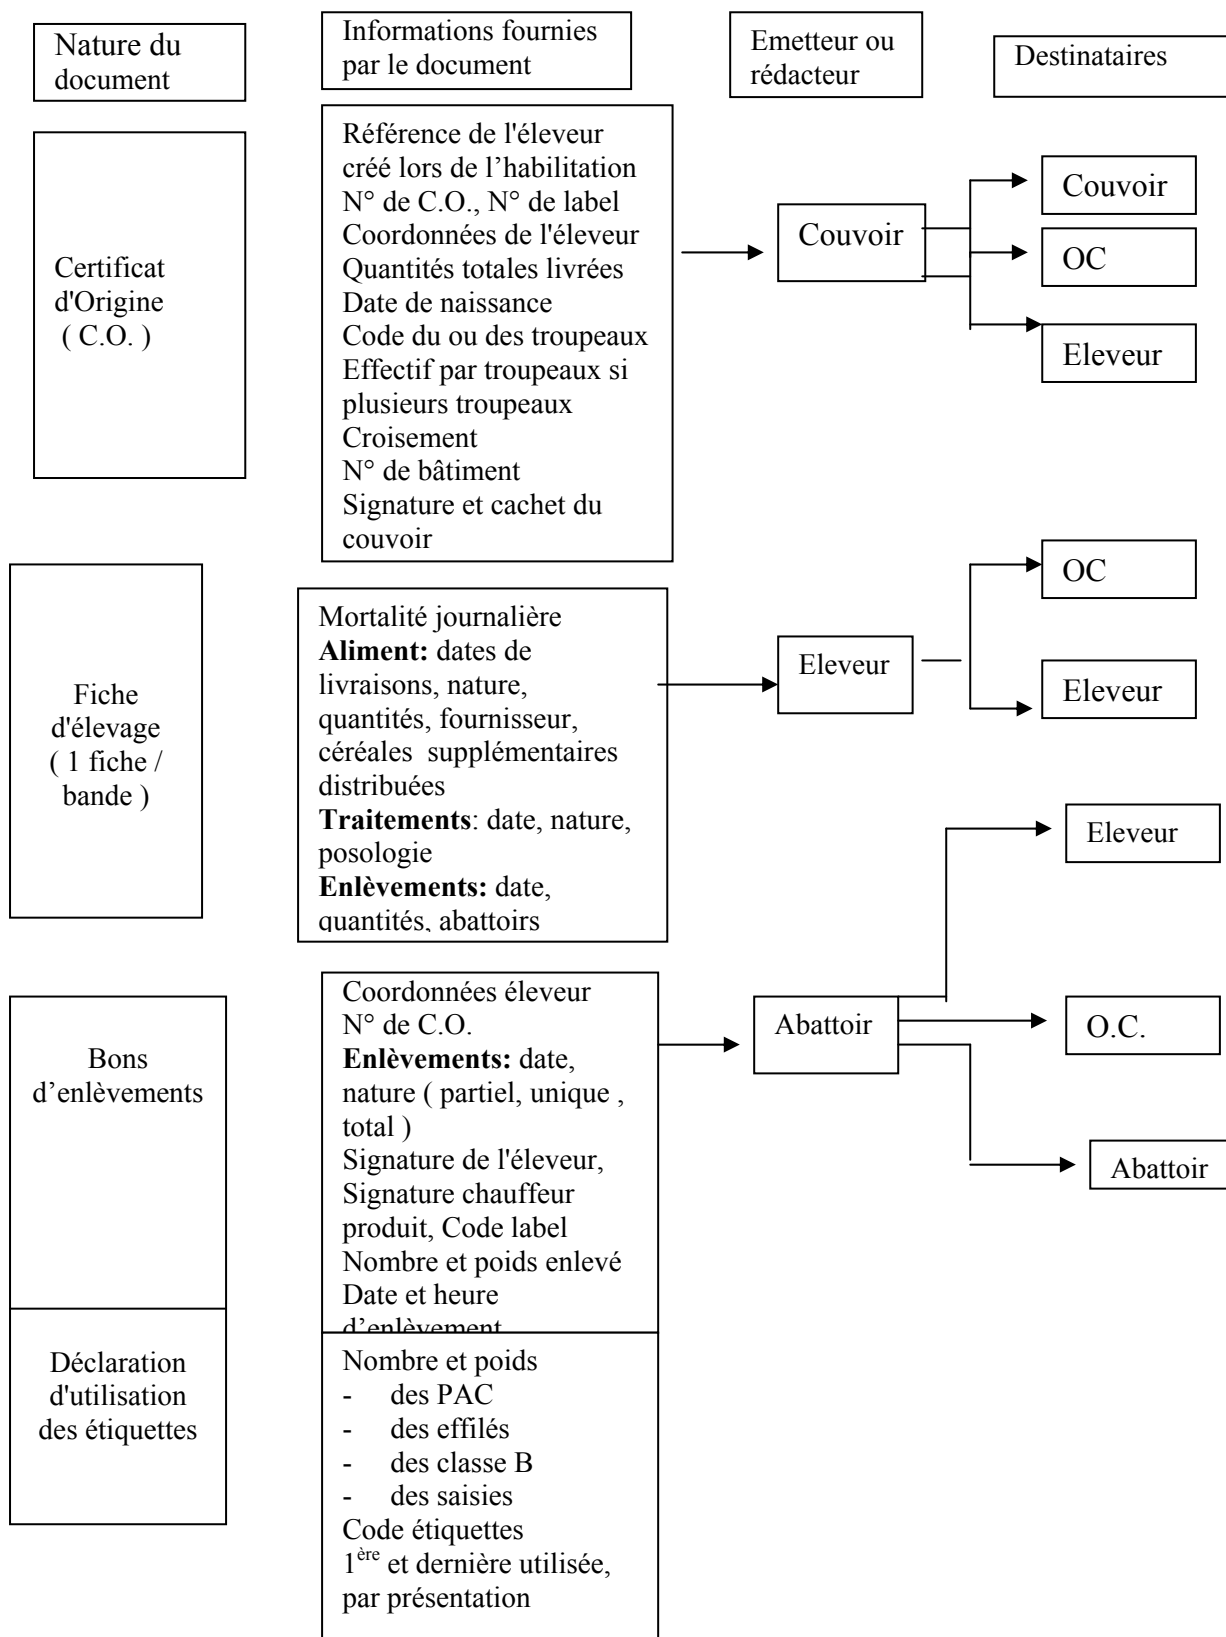 Nature du
document
Informations fournies
par le document
Emetteur ou
rédacteur
Destinataires
Certificat
d'Origine
( C.O. )
Référence de l'éleveur
créé lors de l’habilitation
N° de C.O., N° de label
Coordonnées de l'éleveur
Quantités totales livrées
Date de naissance
Code du ou des troupeaux
Effectif par troupeaux si
plusieurs troupeaux
Croisement
N° de bâtiment
Signature et cachet du
couvoir
Couvoir
Couvoir
OC
Eleveur
Fiche
d'élevage
( 1 fiche /
bande )
Mortalité journalière
Aliment: dates de
livraisons, nature,
quantités, fournisseur,
céréales supplémentaires
distribuées
Traitements: date, nature,
posologie
Enlèvements: date,
quantités, abattoirs
Eleveur
OC
Eleveur
Bons
d’enlèvements
Coordonnées éleveur
N° de C.O.
Enlèvements: date,
nature ( partiel, unique ,
total )
Signature de l'éleveur,
Signature chauffeur
produit, Code label
Nombre et poids enlevé
Date et heure
d’enlèvement
Abattoir
Eleveur
O.C.
Abattoir
Déclaration
d'utilisation
des étiquettes
Nombre et poids
- des PAC
- des effilés
- des classe B
- des saisies
Code étiquettes
1ère et dernière utilisée,
par présentation